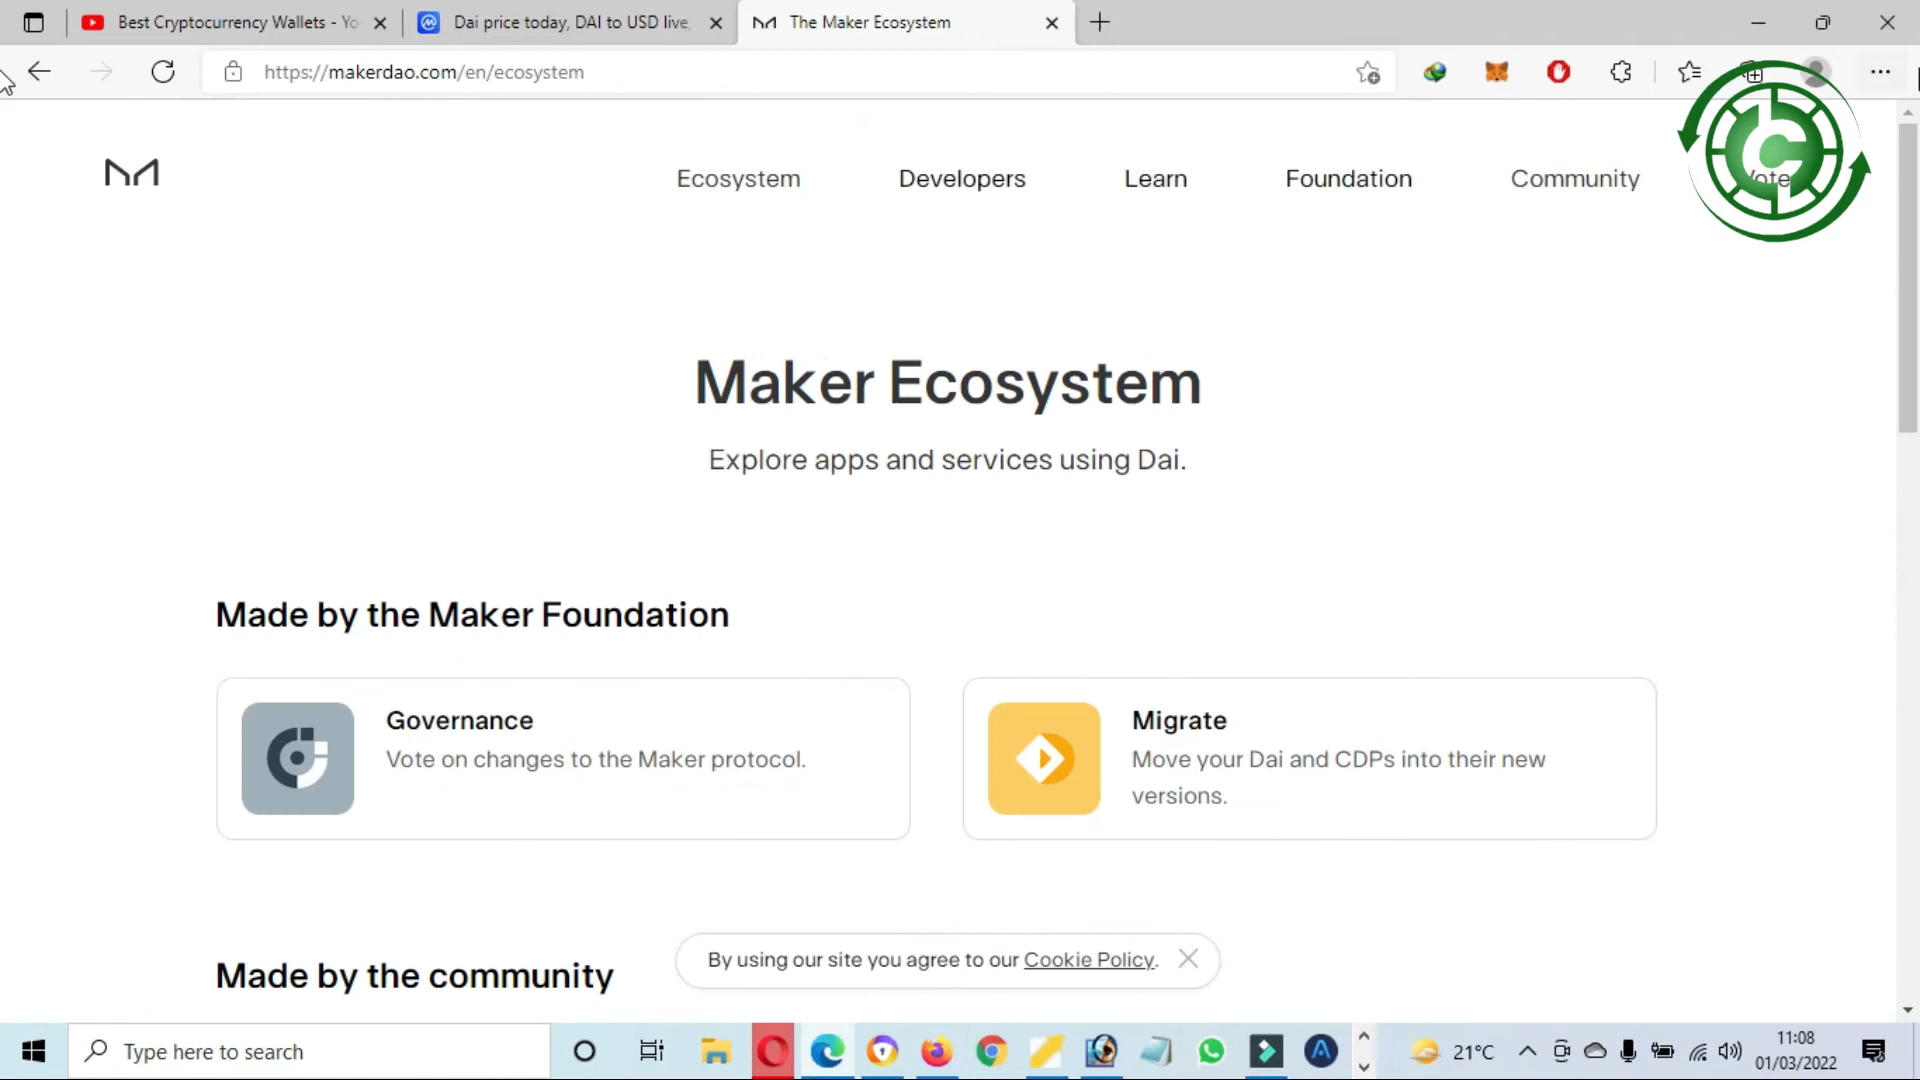 Best Cryptocurrency Wallets - Yo
Dai price today, DAI to USD live,
The Maker Ecosystem
https://makerdao.com/en/ecosystem
Ecosystem
Developers
Learn
Foundation
Community
Maker Ecosystem
Explore apps and services using Dai.
Made by the Maker Foundation
Governance
Vote on changes to the Maker protocol.
Migrate
Move your Dai and CDPs into their new
versions.
Made by the community
By using our site you agree to our Cookie Policy.
Type here to search
21°C
11:08
01/03/2022